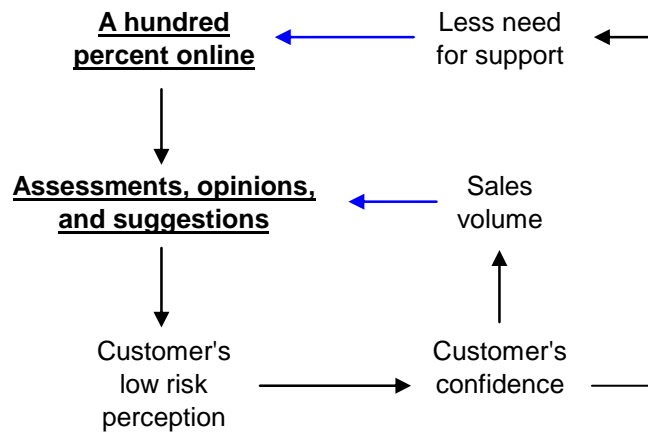 A hundred
percent online
Less need
for support
Assessments, opinions,
and suggestions
Sales
volume
Customer's
low risk
perception
Customer's
confidence